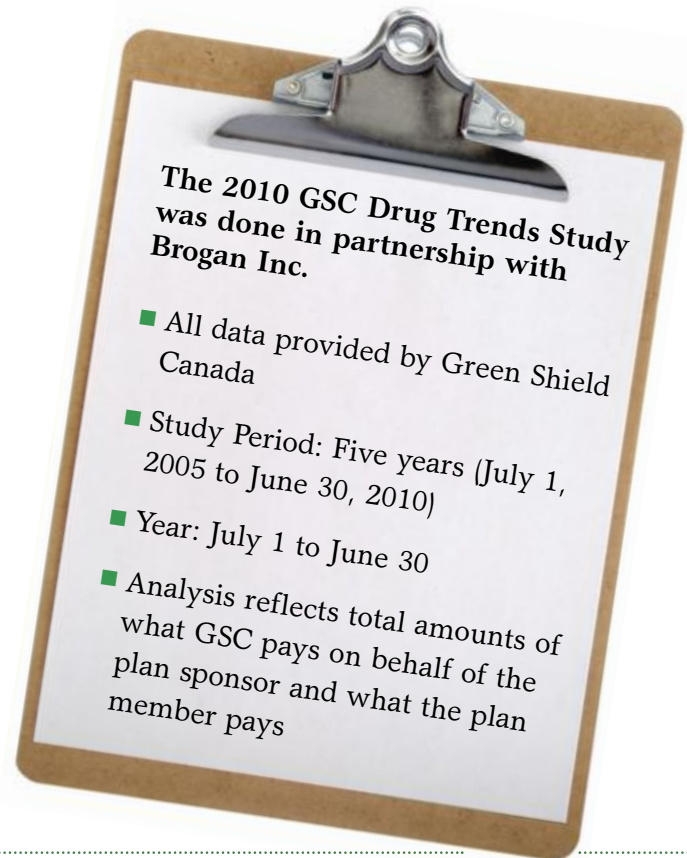 The 2010 GSC Drug Trends Study
was done in partnership with
Brogan Inc.
■ All data provided by Green Shield
Canada
■ Study Period: Five years (July 1,
2005 to June 30, 2010)
■ Year: July 1 to June 30
■ Analysis reflects total amounts of
what GSC pays on behalf of the
plan sponsor and what the plan
member pays